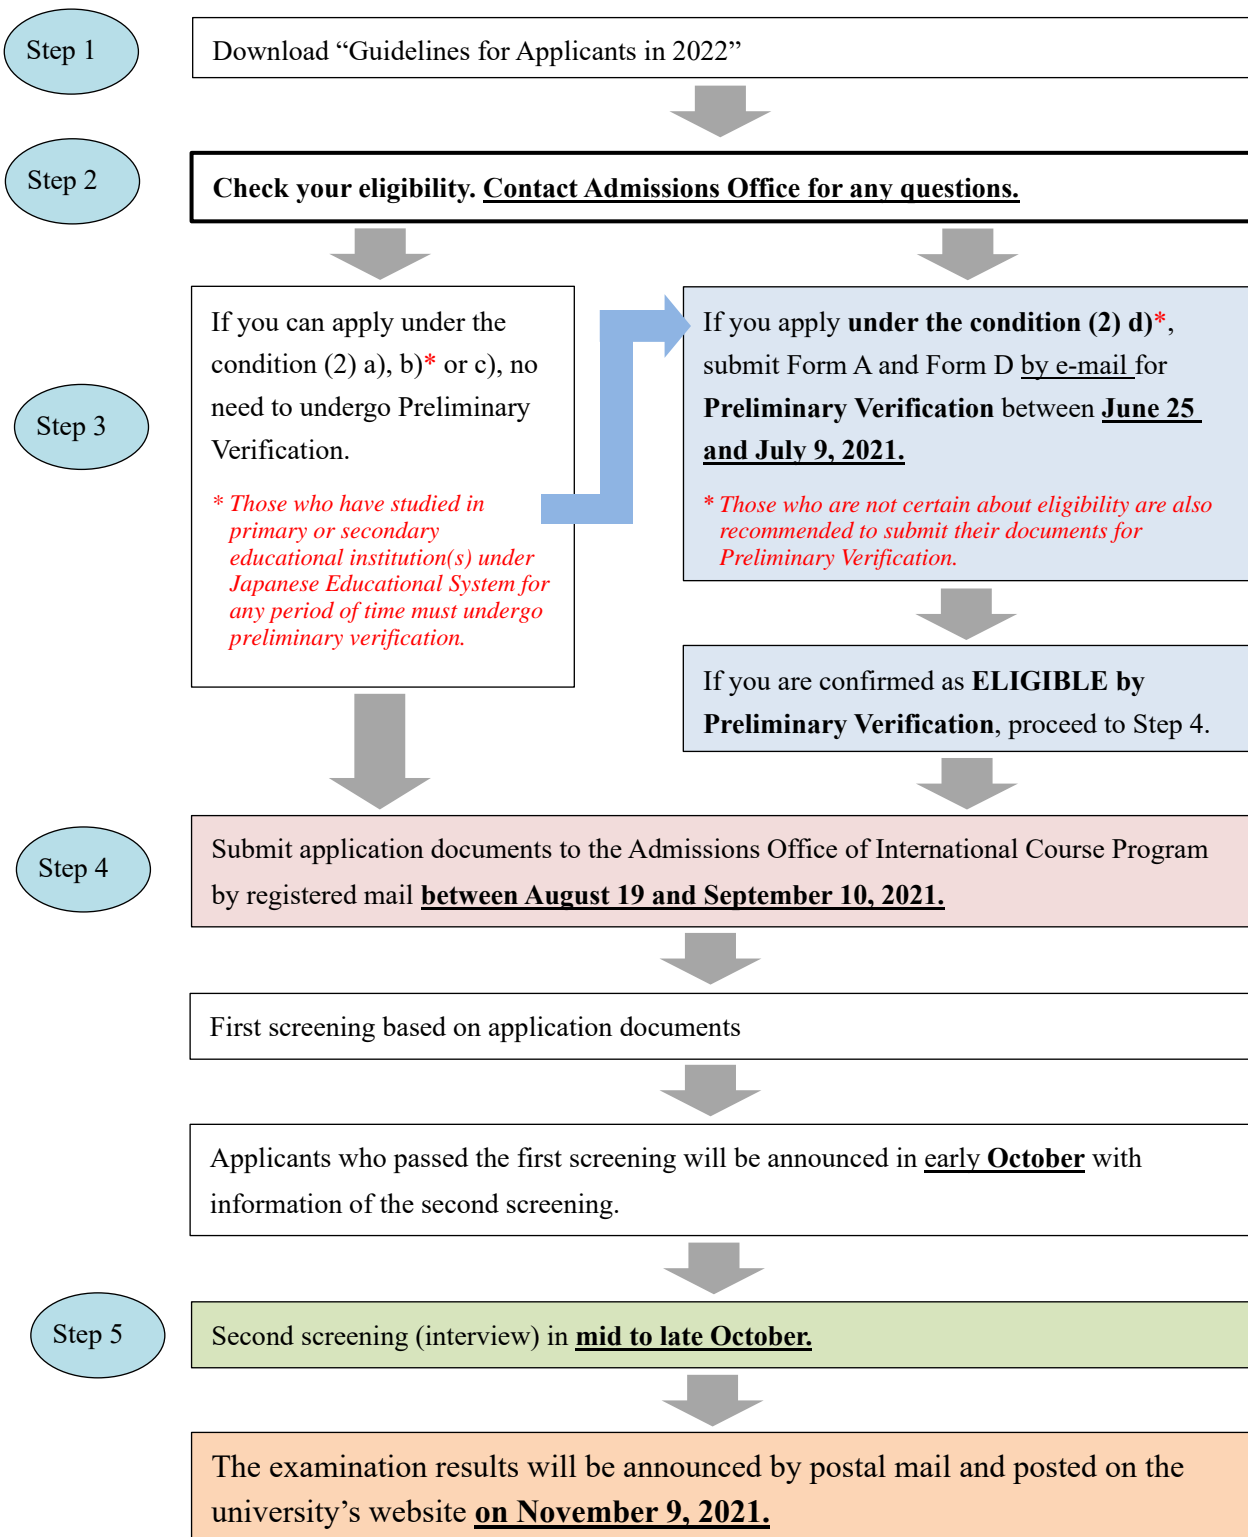 Step 1
Download “Guidelines for Applicants in 2022”
Step 2
Check your eligibility. Contact Admissions Office for any questions.
Step 3
If you can apply under the
condition (2) a), b)* or c), no
need to undergo Preliminary
Verification.
* Those who have studied in
primary or secondary
educational institution(s) under
Japanese Educational System for
any period of time must undergo
preliminary verification.
If you apply under the condition (2) d)*,
submit Form A and Form D by e-mail for
Preliminary Verification between June 25
and July 9, 2021.
* Those who are not certain about eligibility are also
recommended to submit their documents for
Preliminary Verification.
If you are confirmed as ELIGIBLE by
Preliminary Verification, proceed to Step 4.
Step 4
Submit application documents to the Admissions Office of International Course Program
by registered mail between August 19 and September 10, 2021.
First screening based on application documents
Applicants who passed the first screening will be announced in early October with
information of the second screening.
Step 5
Second screening (interview) in mid to late October.
The examination results will be announced by postal mail and posted on the
university’s website on November 9, 2021.